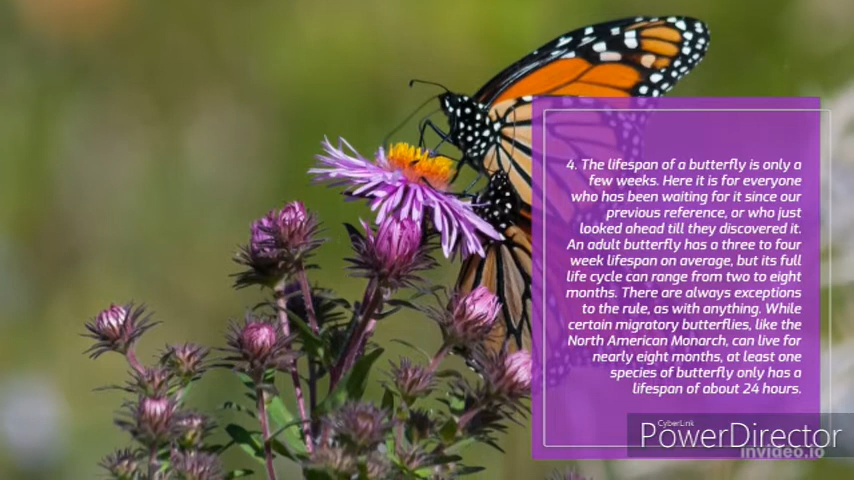 4. The lifespan of a butterfly is only a
few weeks. Here it is for everyone
who has been waiting for it since our
previous reference, or who just
looked ahead till they discovered it.
An adult butterfly has a three to four
week lifespan on average, but its full
life cycle can range from two to eight
months. There are always exceptions
to the rule, as with anything. While
certain migratory butterflies, like the
North American Monarch, can live for
nearly eight months, at least one
species of butterfly only has a
lifespan of about 24 hours.
CyberLink
PowerDirector
invideo.io